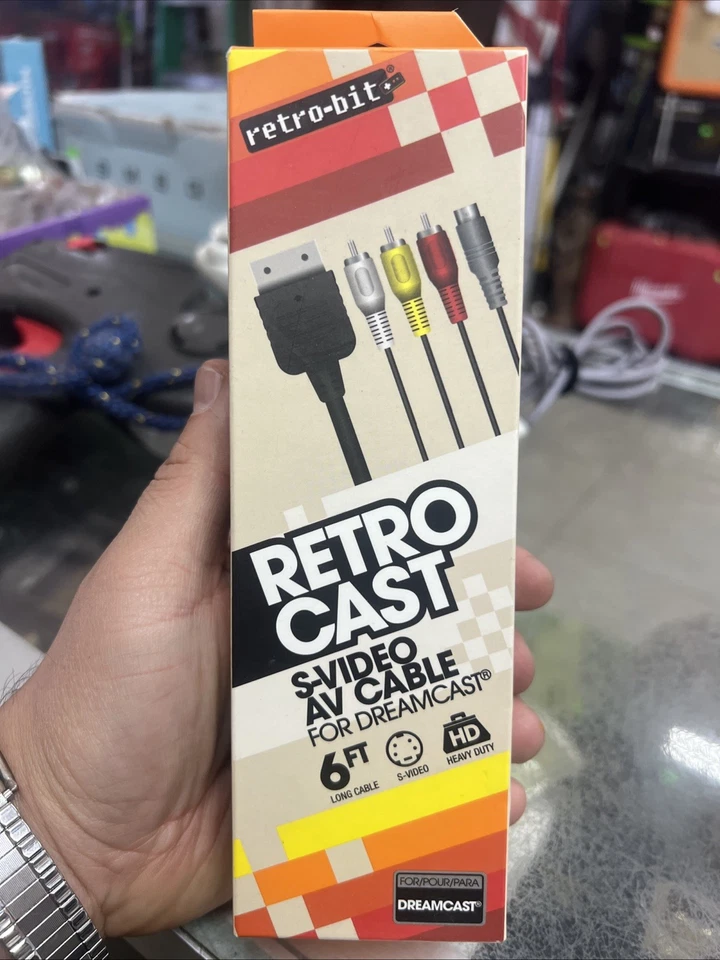 retro-bit®
RETRO
CAST
S-VIDEO
AV CABLE
FOR DREAMCAST®
6FT
LONG CABLE
S-VIDEO
HD
HEAVY DUTY
FOR/POUR/PARA
DREAMCAST®